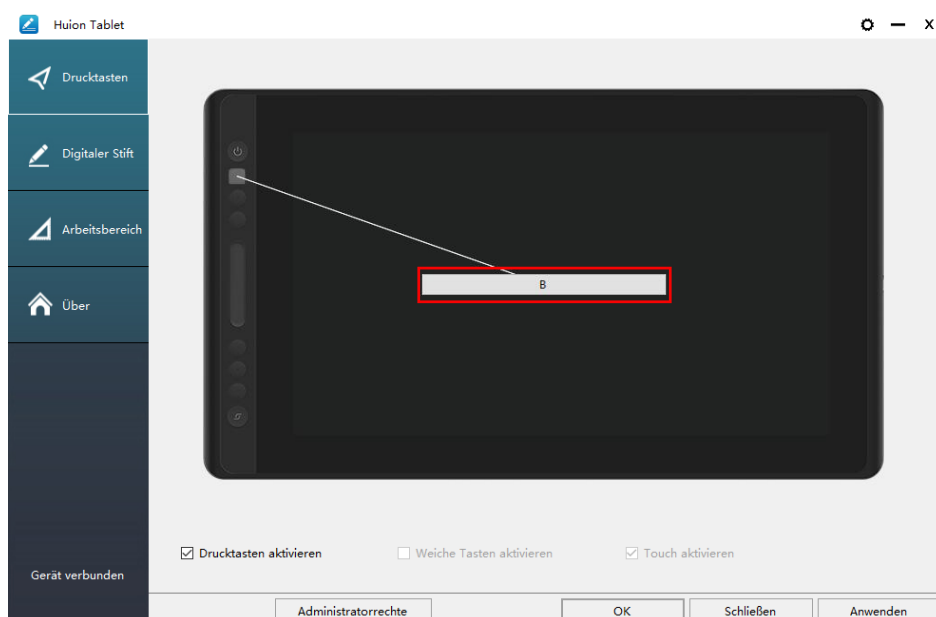 Huion Tablet
X
Drucktasten
Digitaler Stift
Arbeitsbereich
Über
B
Drucktasten aktivieren
Weiche Tasten aktivieren
Touch aktivieren
Gerät verbunden
Administratorrechte
OK
Schließen
Anwenden